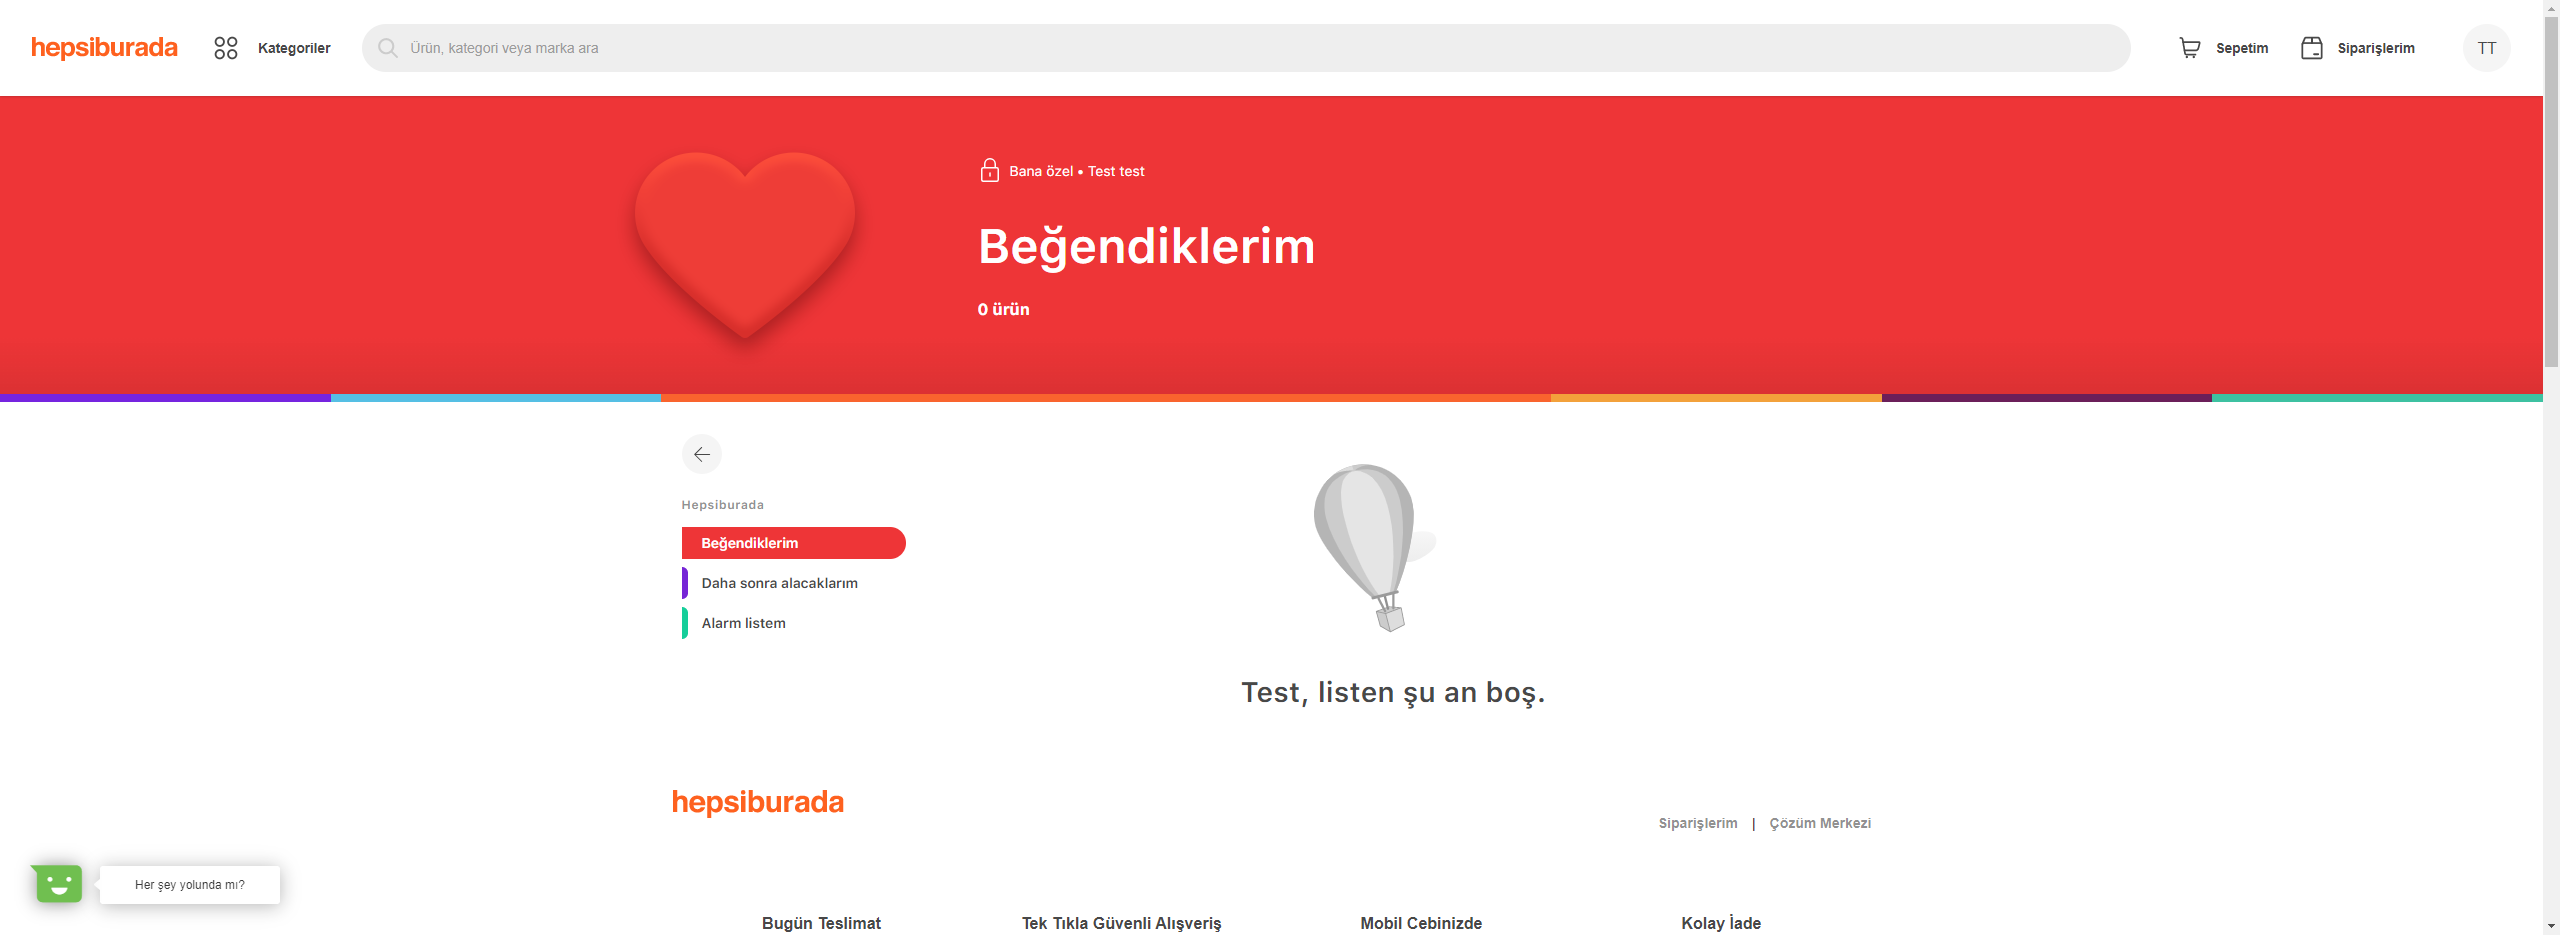 hepsiburada
Kategoriler
Ürün, kategori veya marka ara
Sepetim
Siparişlerim
TT
Bana özel • Test test
Beğendiklerim
0 ürün
Hepsiburada
Beğendiklerim
Daha sonra alacaklarım
Alarm listem
Test, listen şu an boş.
hepsiburada
Siparişlerim | Çözüm Merkezi
Her şey yolunda mı?
Bugün Teslimat
Tek Tıkla Güvenli Alışveriş
Mobil Cebinizde
Kolay İade